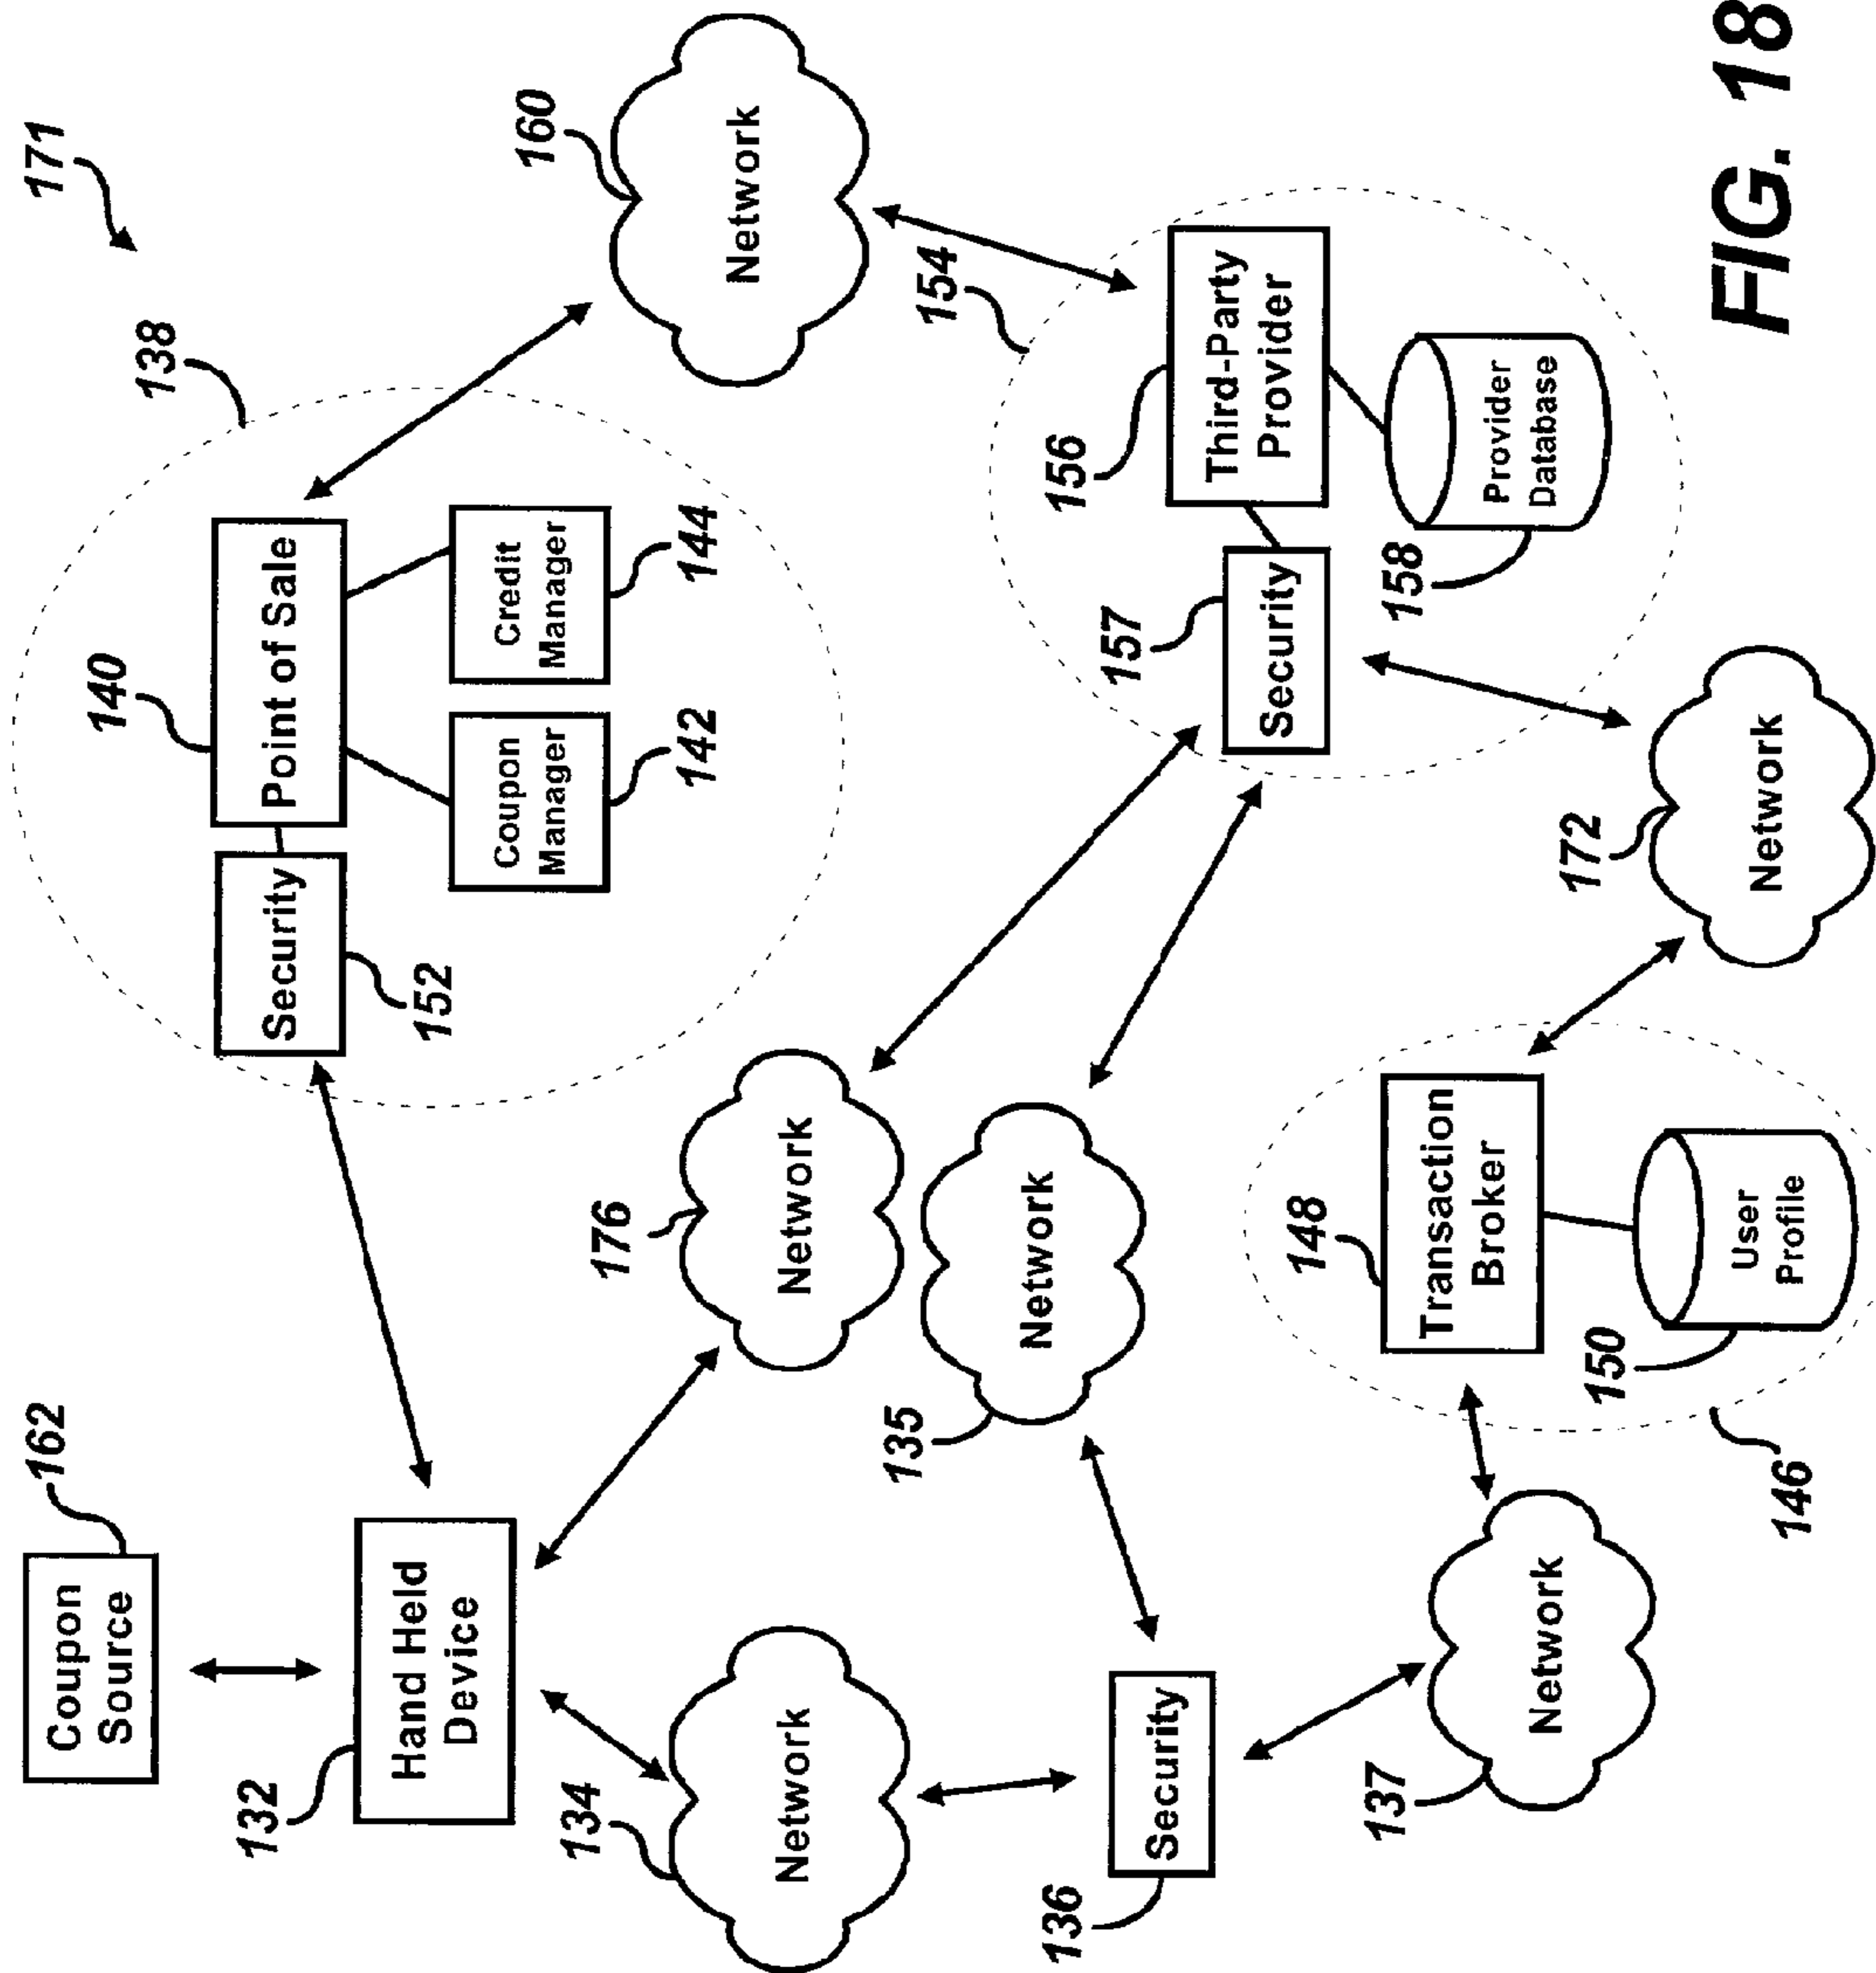 171
162
Coupon
Source
132
Hand Held
Device
138
140
Point of Sale
Security
152
Coupon
Manager
142
Credit
Manager
144
134
Network
176
Network
160
Network
135
Network
154
136
Security
156
Third-Party
Provider
157
Security
158
Provider
Database
137
Network
148
Transaction
Broker
150
User
Profile
146
172
Network
FIG. 18